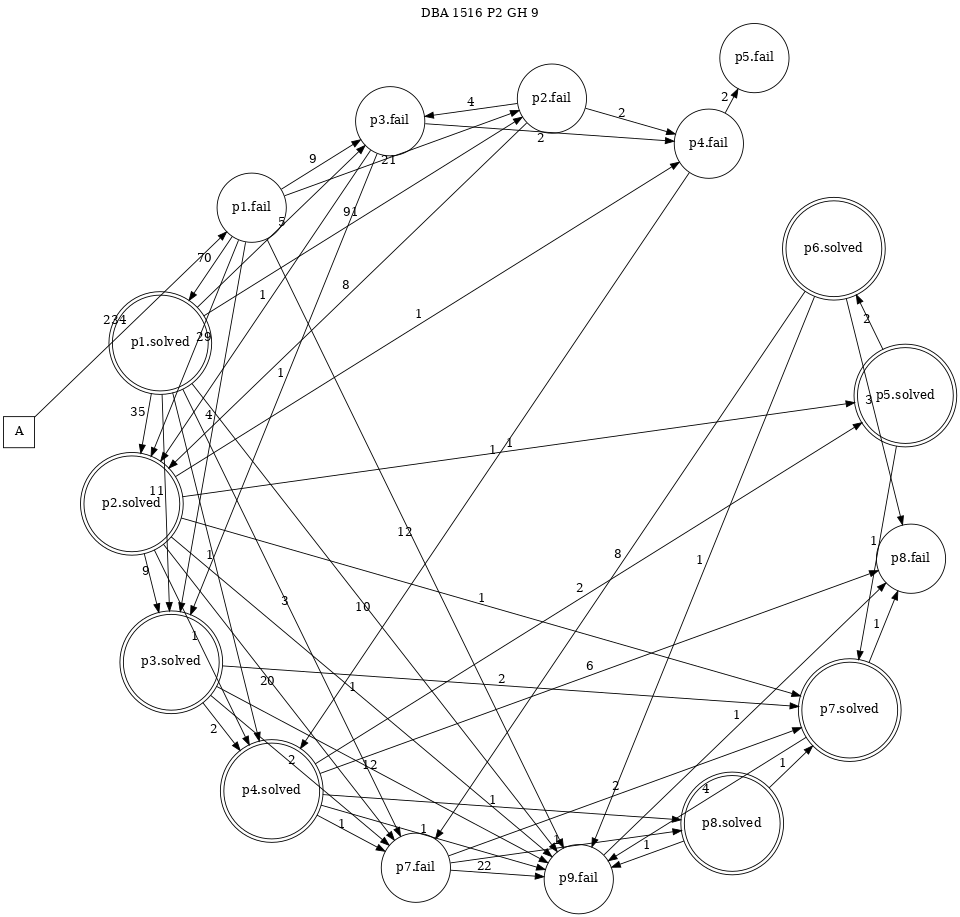 DBA 1516 P2 GH 9
p5.fail
p2.fail
p3.fail
p4.fail
2
4
2
2
9
21
p1.fail
91
5
p6.solved
70
1
8
234
1
2
p1.solved
29
1
p5.solved
3
35
4
A
1
1
11
p2.solved
12
1
8
1
p8.fail
1
9
2
3
10
1
1
1
20
6
p3.solved
1
2
2
1
p7.solved
2
12
1
p4.solved
2
4
1
1
p8.solved
1
1
1
22
p7.fail
p9.fail